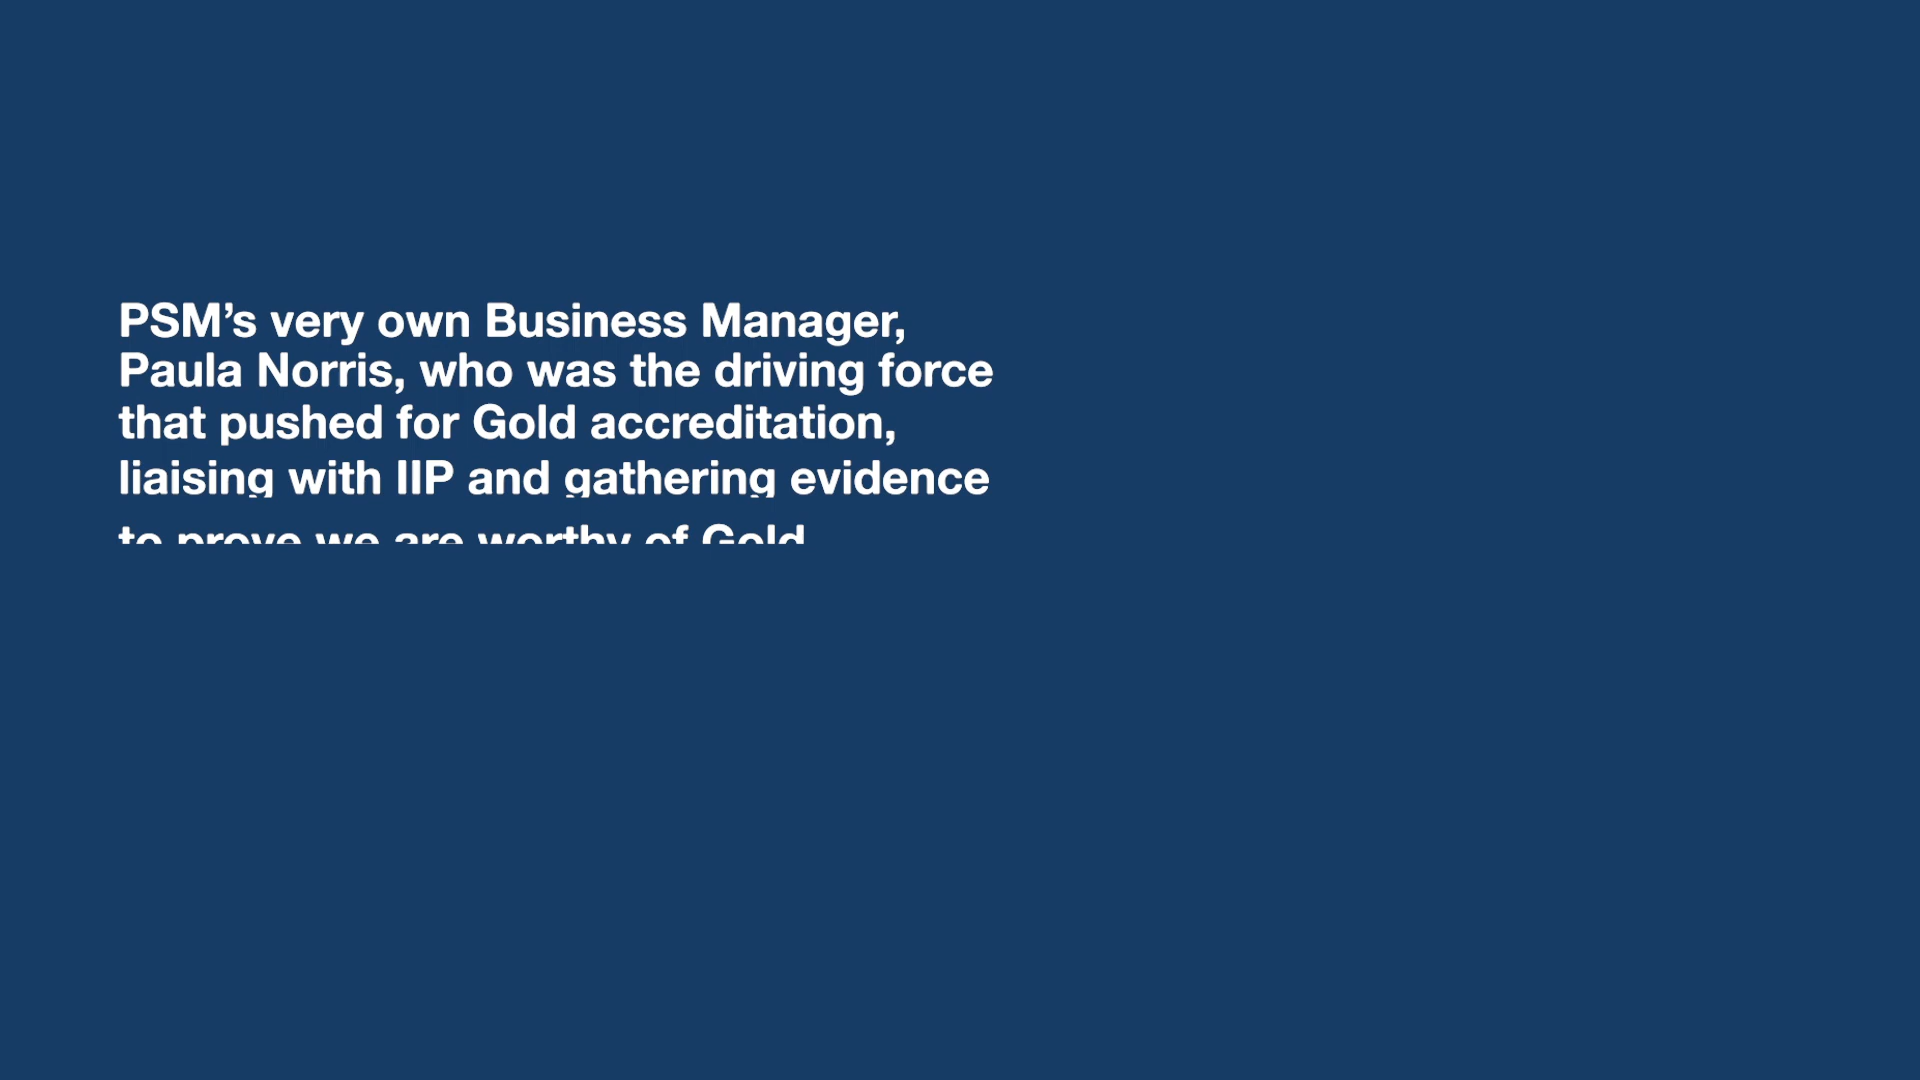 PSM’s very own Business Manager,
Paula Norris, who was the driving force
that pushed for Gold accreditation,
liaising with IIP and gathering evidence
to prove we are worthy of Gold